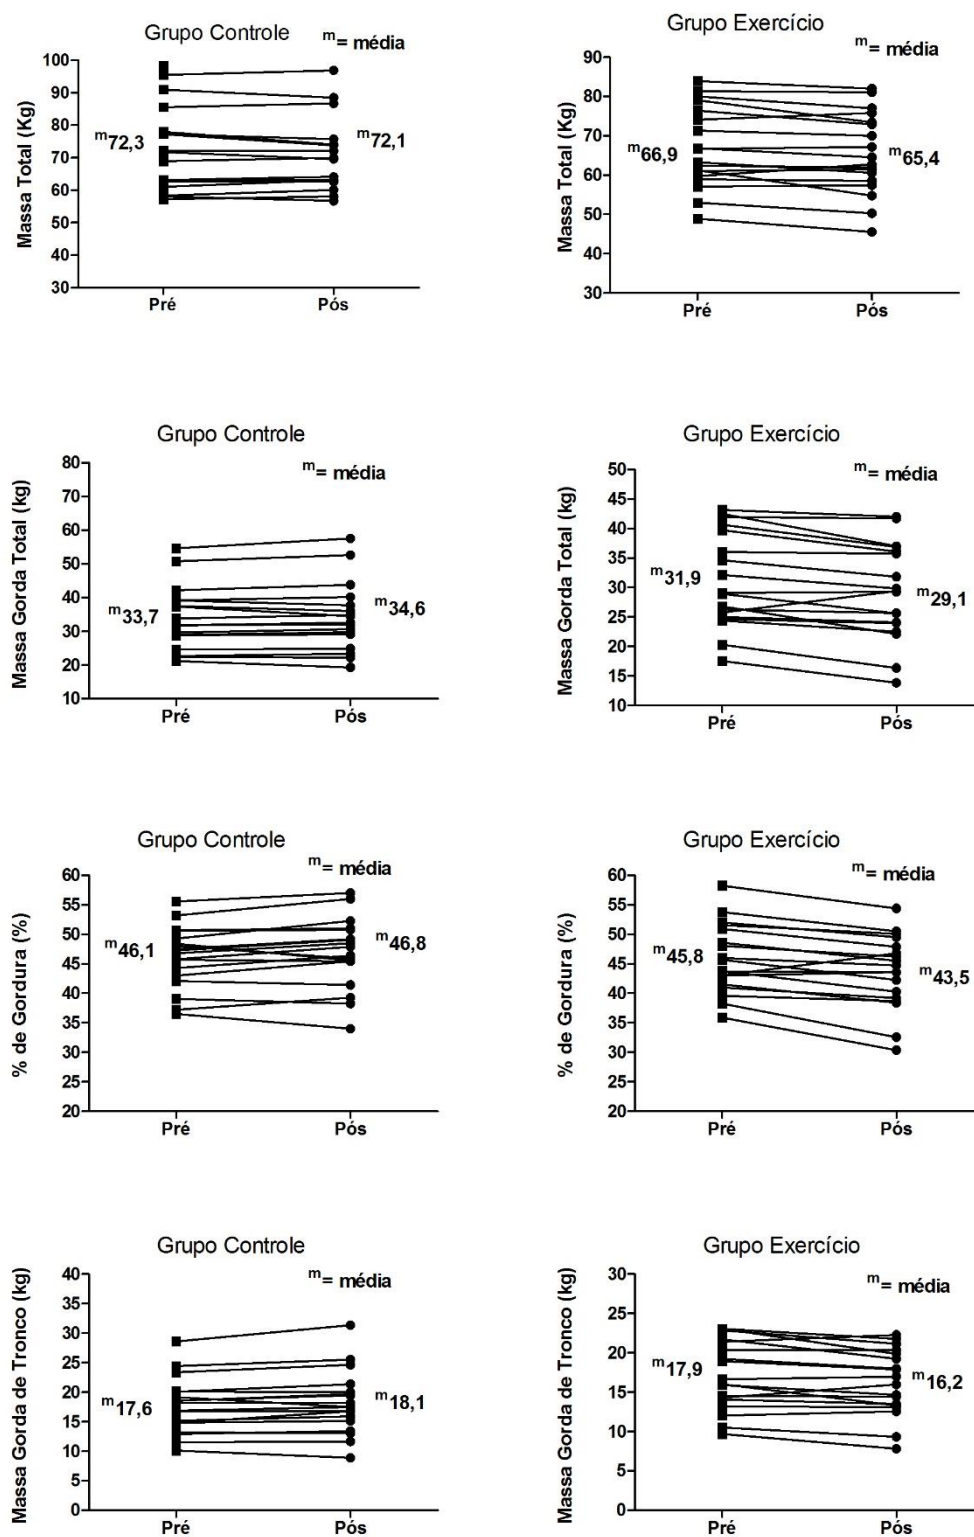 Grupo Controle
m= média
Massa Total (Kg)
100
90
80
70
60
50
40
30
m72,3
m72,1
Pré
Pós
Grupo Exercício
m= média
Massa Total (Kg)
90
80
70
60
50
40
30
m66,9
m65,4
Pré
Pós
Grupo Controle
m= média
Massa Gorda Total (kg)
80
70
60
50
40
30
20
10
m33,7
m34,6
Pré
Pós
Grupo Exercício
m= média
Massa Gorda Total (kg)
50
45
40
35
30
25
20
15
10
m31,9
m29,1
Pré
Pós
Grupo Controle
m= média
% de Gordura (%)
60
55
50
45
40
35
30
25
20
m46,1
m46,8
Pré
Pós
Grupo Exercício
m= média
% de Gordura (%)
60
55
50
45
40
35
30
25
20
m45,8
m43,5
Pré
Pós
Grupo Controle
m= média
Massa Gorda de Tronco (kg)
40
35
30
25
20
15
10
5
0
m17,6
m18,1
Pré
Pós
Grupo Exercício
m= média
Massa Gorda de Tronco (kg)
30
25
20
15
10
5
0
m17,9
m16,2
Pré
Pós